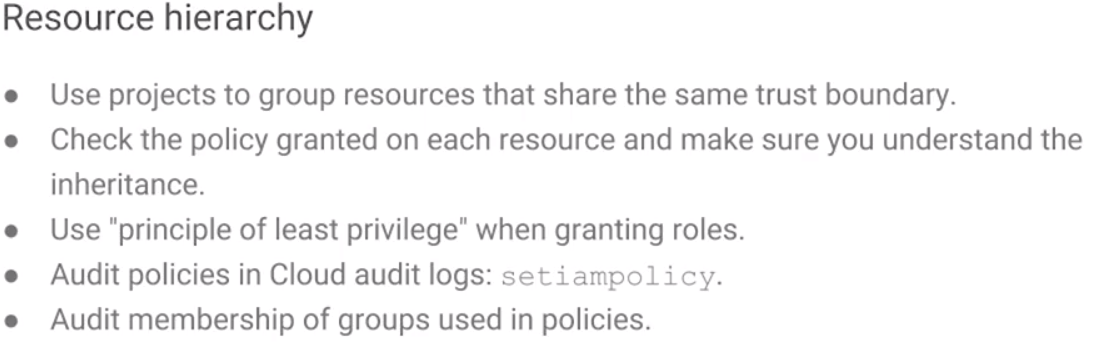 Resource hierarchy
● Use projects to group resources that share the same trust boundary.
● Check the policy granted on each resource and make sure you understand the
inheritance.
● Use "principle of least privilege" when granting roles.
● Audit policies in Cloud audit logs: setiampolicy.
● Audit membership of groups used in policies.